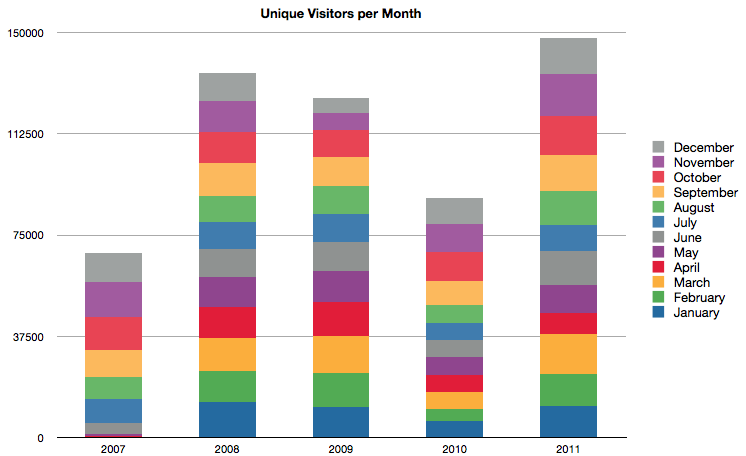 Unique Visitors per Month
150000
112500
75000
37500
0
2007
2008
2009
2010
2011
December
November
October
September
August
July
June
May
April
March
February
January